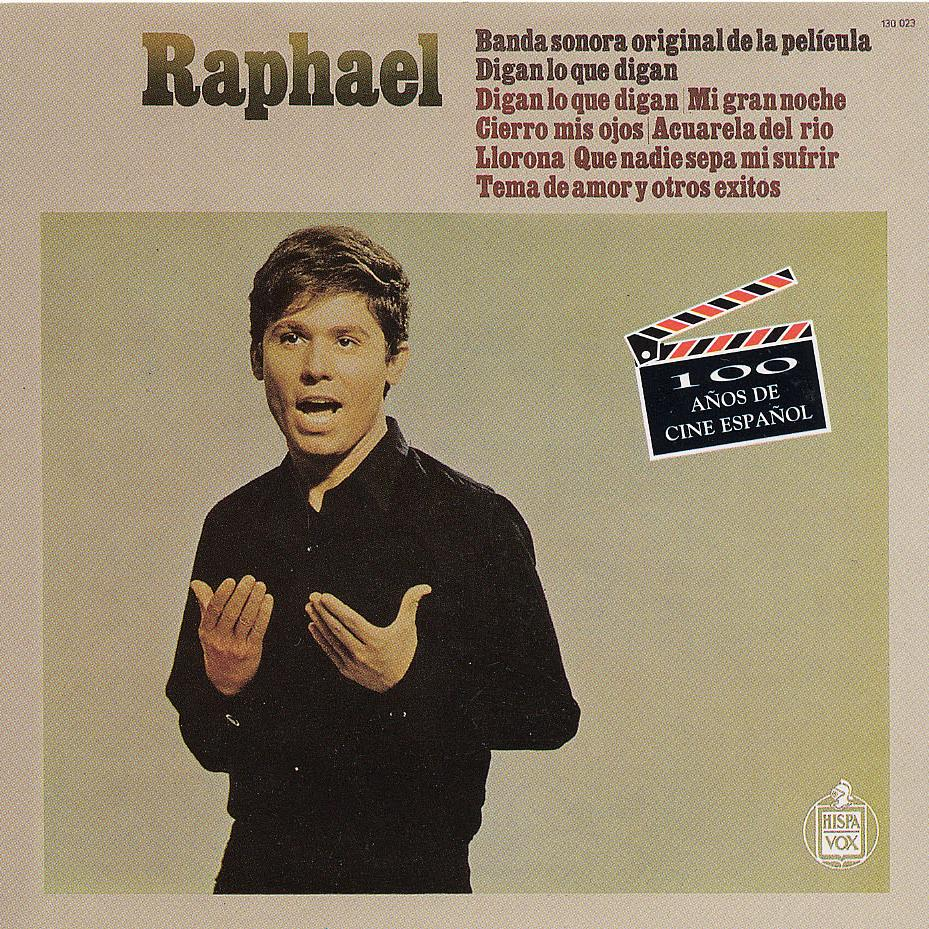 130 023
Raphael
Banda sonora original de la película
Digan lo que digan
Digan lo que digan | Mi gran noche
Cierro mis ojos | Acuarela del rio
Llorona | Que nadie sepa mi sufrir
Tema de amor y otros exitos
100
AÑOS DE
CINE ESPAÑOL
HISPA
VOX